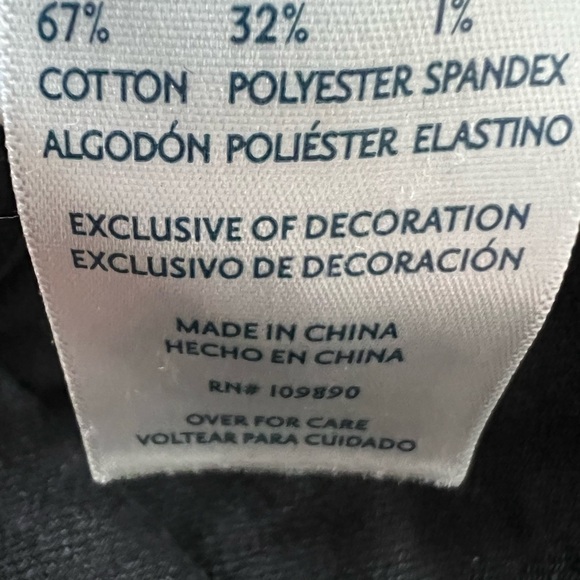 67% 32% 1%
COTTON POLYESTER SPANDEX
ALGODÓN POLIÉSTER ELASTINO
EXCLUSIVE OF DECORATION
EXCLUSIVO DE DECORACIÓN
MADE IN CHINA
HECHO EN CHINA
RN# 109890
OVER FOR CARE
VOLTEAR PARA CUIDADO